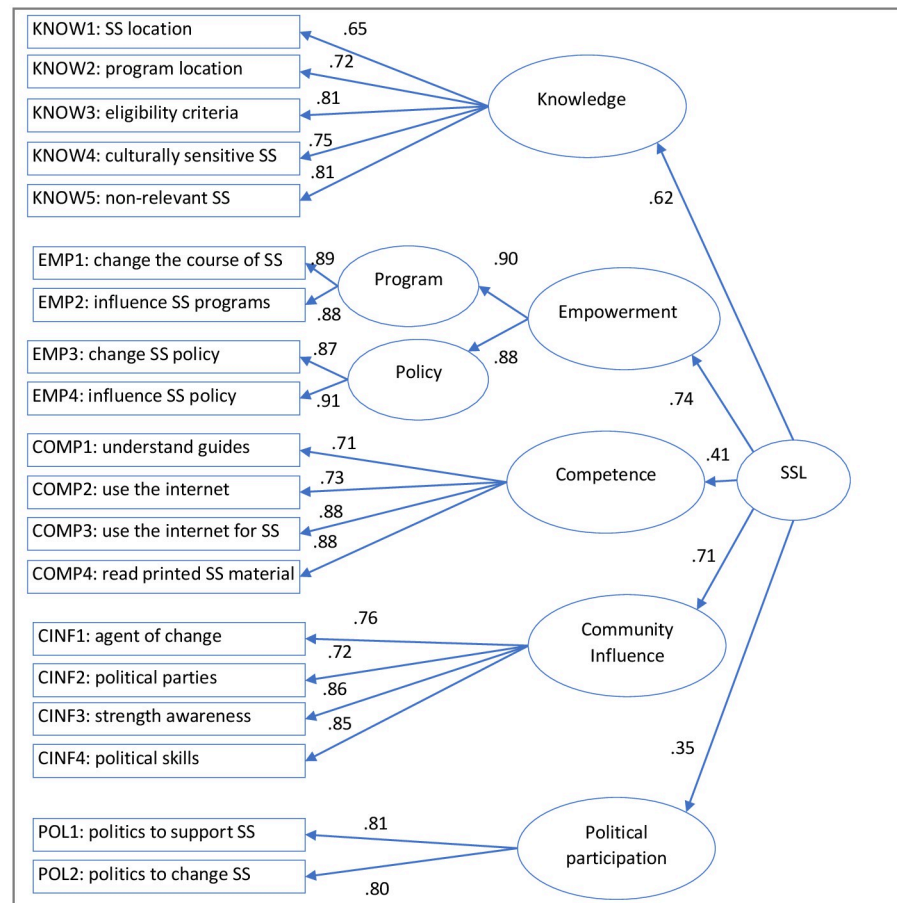 KNOW1: SS location
.65
KNOW2: program location
.72
KNOW3: eligibility criteria
.81
KNOW4: culturally sensitive SS
.75
KNOW5: non-relevant SS
.81
Knowledge
.62
EMP1: change the course of SS
.89
EMP2: influence SS programs
.88
Program
.90
EMP3: change SS policy
.87
EMP4: influence SS policy
.91
Policy
.88
Empowerment
.74
COMP1: understand guides
.71
COMP2: use the internet
.73
COMP3: use the internet for SS
.88
COMP4: read printed SS material
.88
Competence
.41
SSL
CINF1: agent of change
.76
CINF2: political parties
.72
CINF3: strength awareness
.86
CINF4: political skills
.85
Community
Influence
.71
POL1: politics to support SS
.81
POL2: politics to change SS
.80
Political
participation
.35